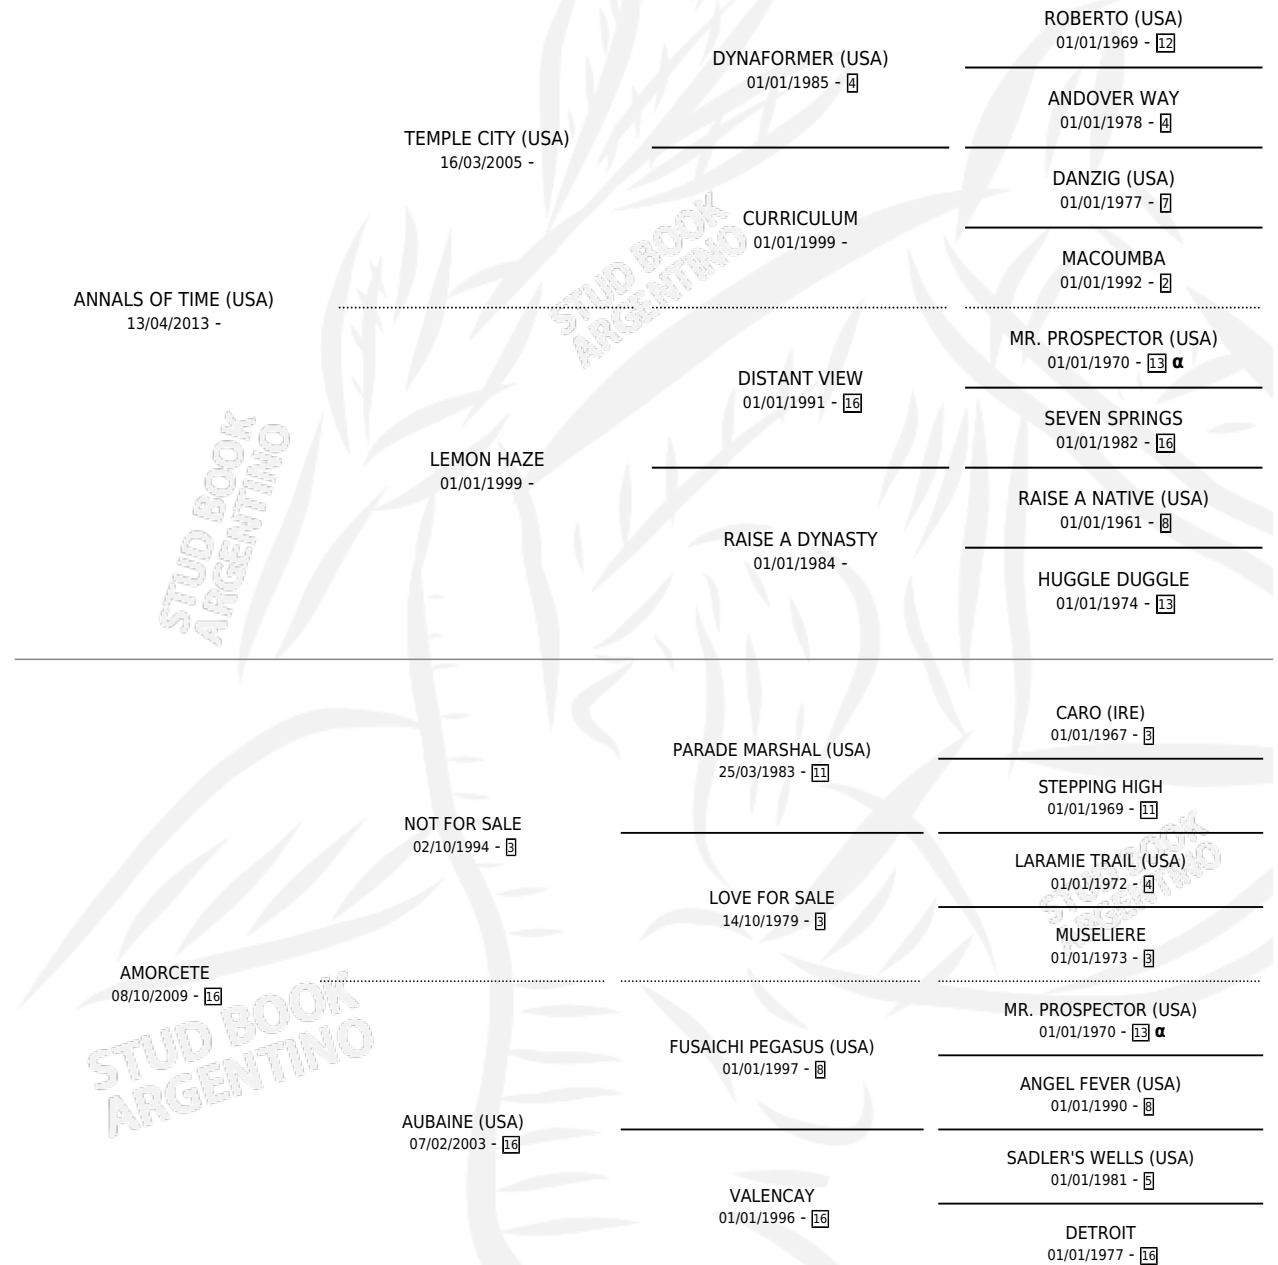 ROBERTO (USA)
01/01/1969 - 12
DYNAFORMER (USA)
01/01/1985 - 4
ANDOVER WAY
01/01/1978 - 4
TEMPLE CITY (USA)
16/03/2005 -
DANZIG (USA)
01/01/1977 - 7
CURRICULUM
01/01/1999 -
MACOUMBA
01/01/1992 - 2
ANNALS OF TIME (USA)
13/04/2013 -
MR. PROSPECTOR (USA)
01/01/1970 - 13 α
DISTANT VIEW
01/01/1991 - 16
SEVEN SPRINGS
01/01/1982 - 16
LEMON HAZE
01/01/1999 -
RAISE A NATIVE (USA)
01/01/1961 - 8
RAISE A DYNASTY
01/01/1984 -
HUGGLE DUGGLE
01/01/1974 - 13
CARO (IRE)
01/01/1967 - 3
PARADE MARSHAL (USA)
25/03/1983 - 11
STEPPING HIGH
01/01/1969 - 11
NOT FOR SALE
02/10/1994 - 3
LARAMIE TRAIL (USA)
01/01/1972 - 4
LOVE FOR SALE
14/10/1979 - 3
MUSELIERE
01/01/1973 - 3
AMORCETE
08/10/2009 - 16
MR. PROSPECTOR (USA)
01/01/1970 - 13 α
FUSAICHI PEGASUS (USA)
01/01/1997 - 8
ANGEL FEVER (USA)
01/01/1990 - 8
AUBAINE (USA)
07/02/2003 - 16
SADLER'S WELLS (USA)
01/01/1981 - 5
VALENCAY
01/01/1996 - 16
DETROIT
01/01/1977 - 16
STUD BOOK
ARGENTINO
STUD BOOK
ARGENTINO
STUD BOOK
ARGENTINO
STUD BOOK
ARGENTINO